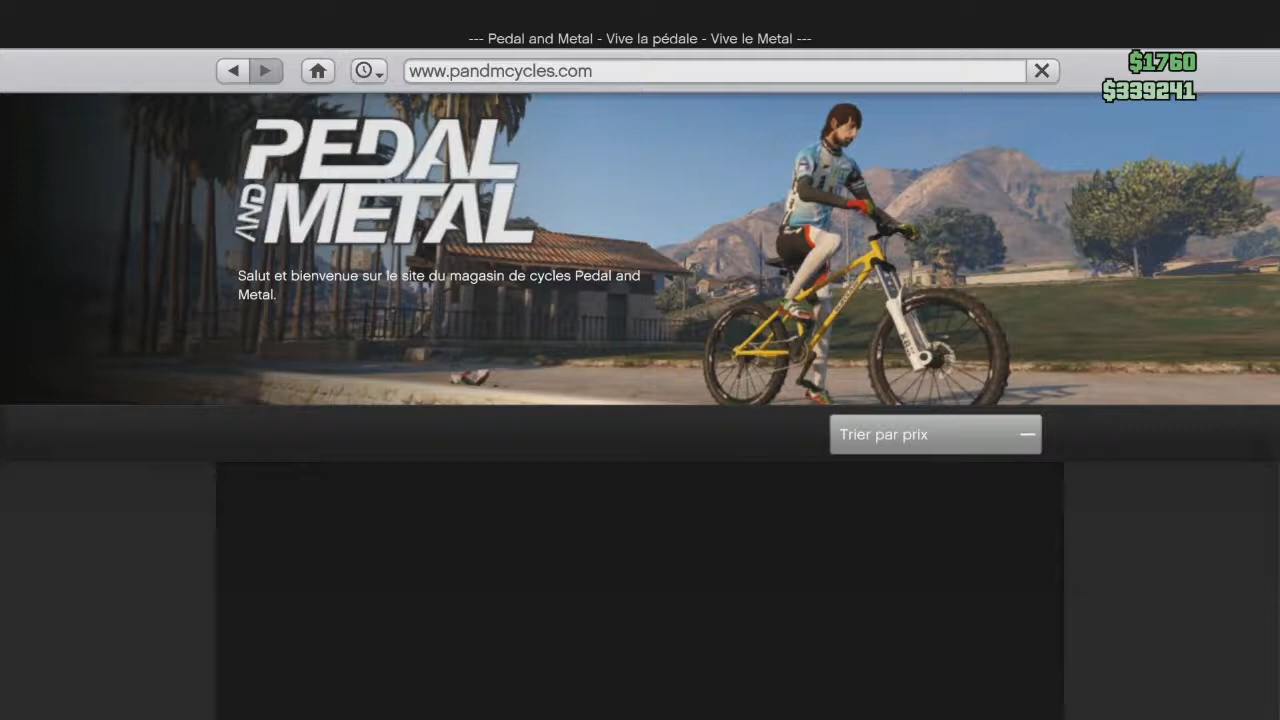 --- Pedal and Metal - Vive la pédale - Vive le Metal ---
www.pandmcycles.com
$1760
$339241
PEDAL
AND METAL
Salut et bienvenue sur le site du magasin de cycles Pedal and
Metal.
Trier par prix